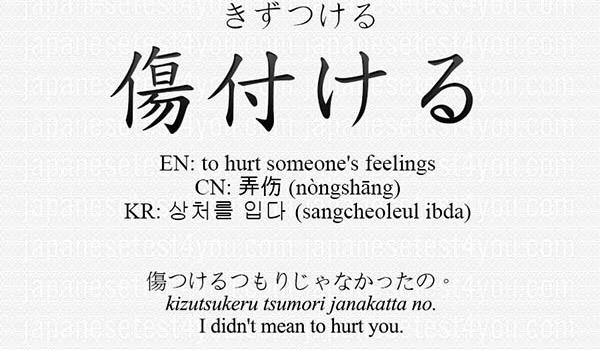 きずつける
傷付ける
EN: to hurt someone's feelings
CN: 弄伤 (nòngshāng)
KR: 상처를 입다 (sangcheoleul ibda)
傷つけるつもりじゃなかったの。
kizutsukeru tsumori janakatta no.
I didn't mean to hurt you.
japanesetest4you.com